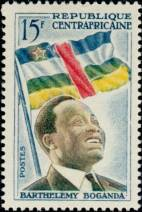 REPUBLIQUE
CENTRAFRICAINE
15F
POSTES
BARTHELEMY BOGANDA